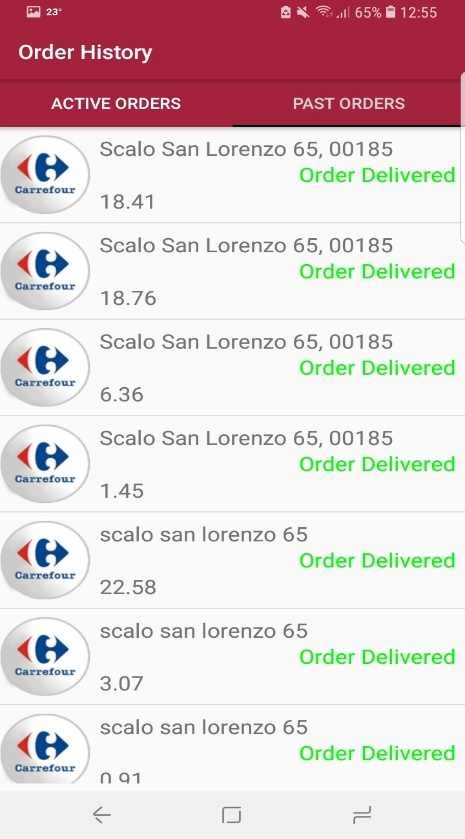 23° 65% 12:55
Order History
ACTIVE ORDERS PAST ORDERS
Scalo San Lorenzo 65, 00185
Order Delivered
Carrefour
18.41
Scalo San Lorenzo 65, 00185
Order Delivered
Carrefour
18.76
Scalo San Lorenzo 65, 00185
Order Delivered
Carrefour
6.36
Scalo San Lorenzo 65, 00185
Order Delivered
Carrefour
1.45
scalo san lorenzo 65
Order Delivered
Carrefour
22.58
scalo san lorenzo 65
Order Delivered
Carrefour
3.07
scalo san lorenzo 65
Order Delivered
Carrefour
0.91